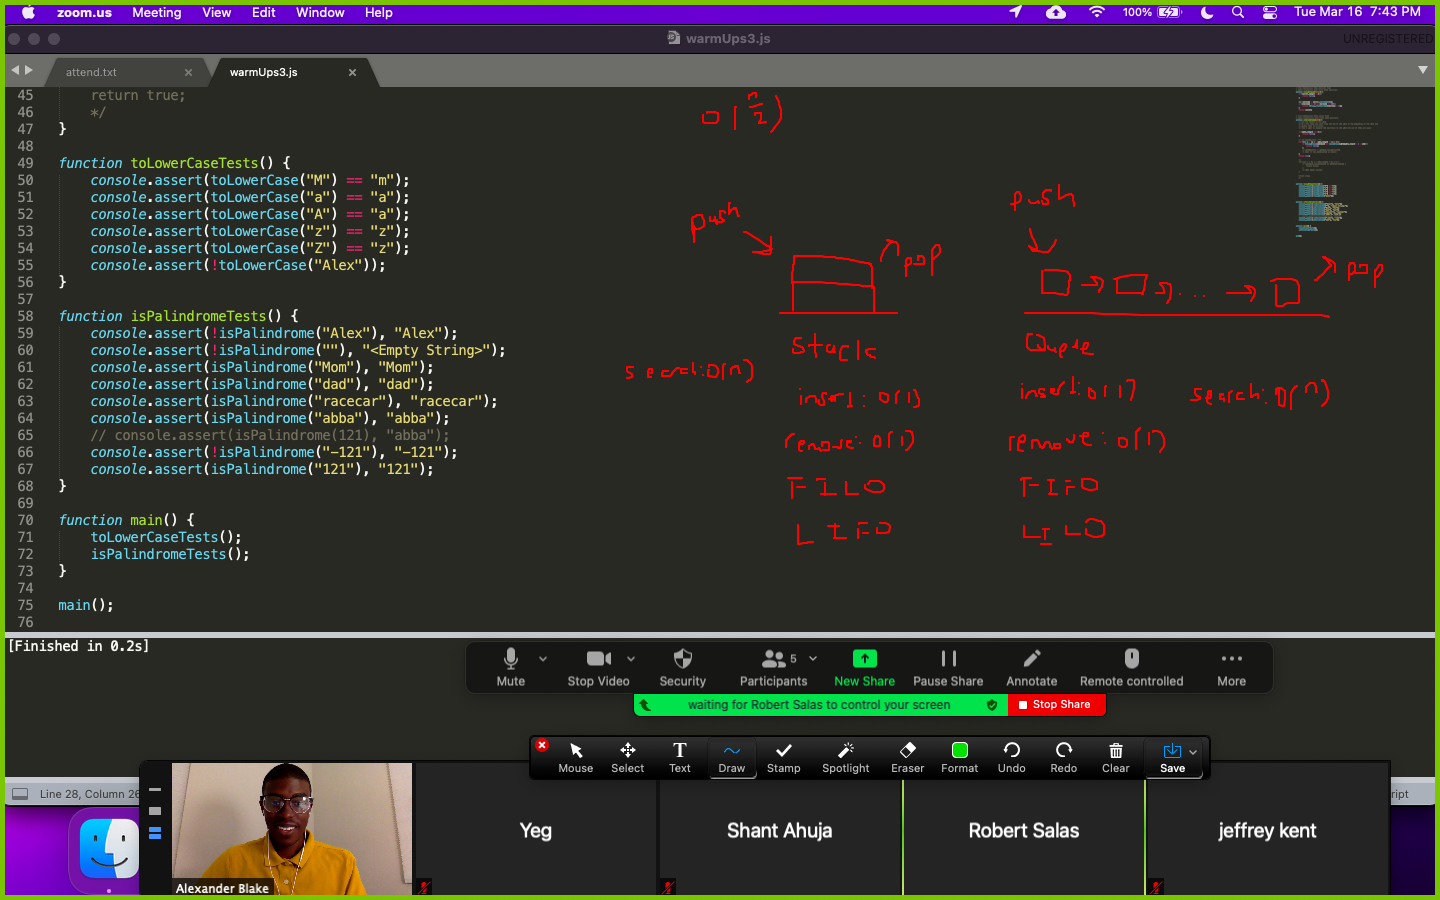 zoom.us Meeting View Edit Window Help 100% Tue Mar 16 7:43 PM
warmUps3.js UNREGISTERED
attend.txt × warmUps3.js ×
45 return true;
46 */
47 }
48
49 function toLowerCaseTests() {
50 console.assert(toLowerCase("M") == "m");
51 console.assert(toLowerCase("a") == "a");
52 console.assert(toLowerCase("A") == "a");
53 console.assert(toLowerCase("z") == "z");
54 console.assert(toLowerCase("Z") == "z");
55 console.assert(!toLowerCase("Alex"));
56 }
57
58 function isPalindromeTests() {
59 console.assert(!isPalindrome("Alex"), "Alex");
60 console.assert(!isPalindrome(""), "<Empty String>");
61 console.assert(isPalindrome("Mom"), "Mom");
62 console.assert(isPalindrome("dad"), "dad");
63 console.assert(isPalindrome("racecar"), "racecar");
64 console.assert(isPalindrome("abba"), "abba");
65 // console.assert(isPalindrome(121), "abba");
66 console.assert(!isPalindrome("-121"), "-121");
67 console.assert(isPalindrome("121"), "121");
68 }
69
70 function main() {
71 toLowerCaseTests();
72 isPalindromeTests();
73 }
74
75 main();
76
O(n/2)
push
pop
Stack
search: O(n)
insert: O(1)
remove: O(1)
FILO
LIFO
push
pop
Queue
insert: O(1)
search: O(n)
remove: O(1)
FIFO
LILO
[Finished in 0.2s]
Mute Stop Video Security Participants 5 New Share Pause Share Annotate Remote controlled More
waiting for Robert Salas to control your screen Stop Share
Mouse Select Text Draw Stamp Spotlight Eraser Format Undo Redo Clear Save
Line 28, Column 26 ript
Alexander Blake
Yeg
Shant Ahuja
Robert Salas
jeffrey kent